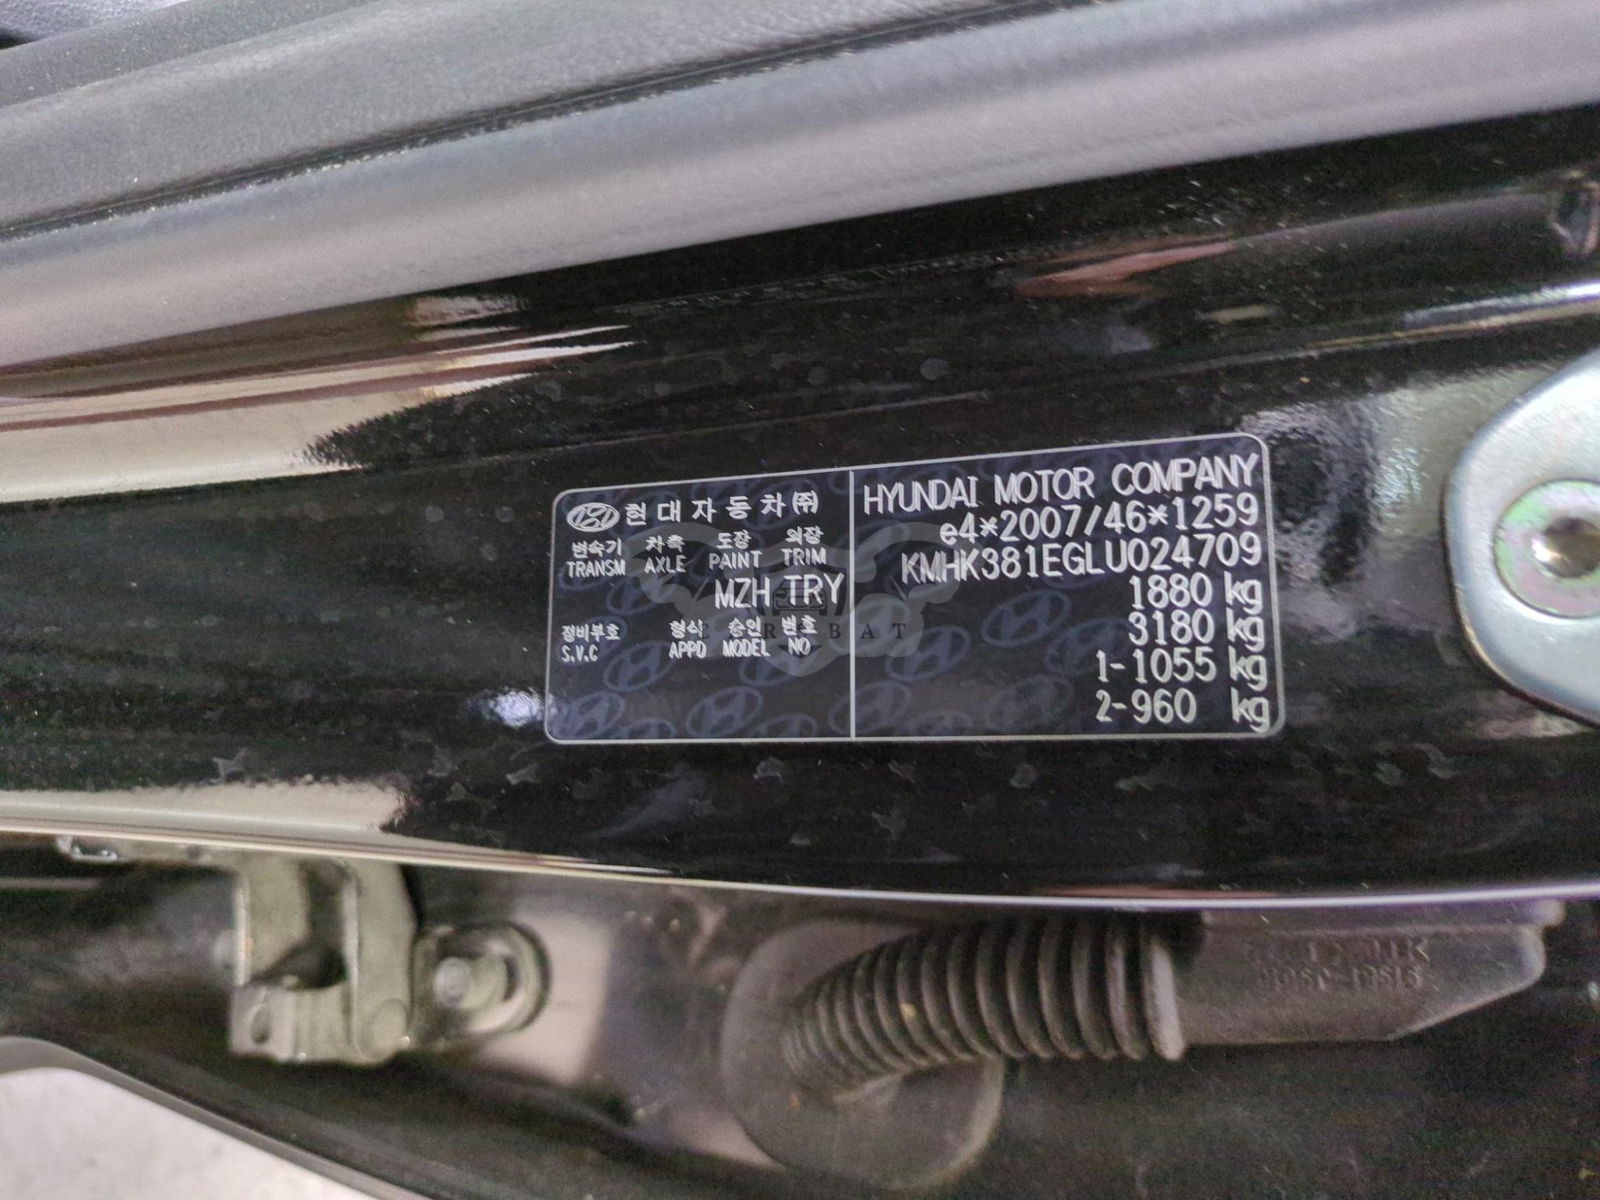 현대자동차㈜
변속기 차축 도장 의장
TRANSM AXLE PAINT TRIM
MZH TRY
정비부호 형식 승인 번호
S.V.C APPD MODEL NO
HYUNDAI MOTOR COMPANY
e4*2007/46*1259
KMHK381EGLU024709
1880 kg
3180 kg
1-1055 kg
2-960 kg